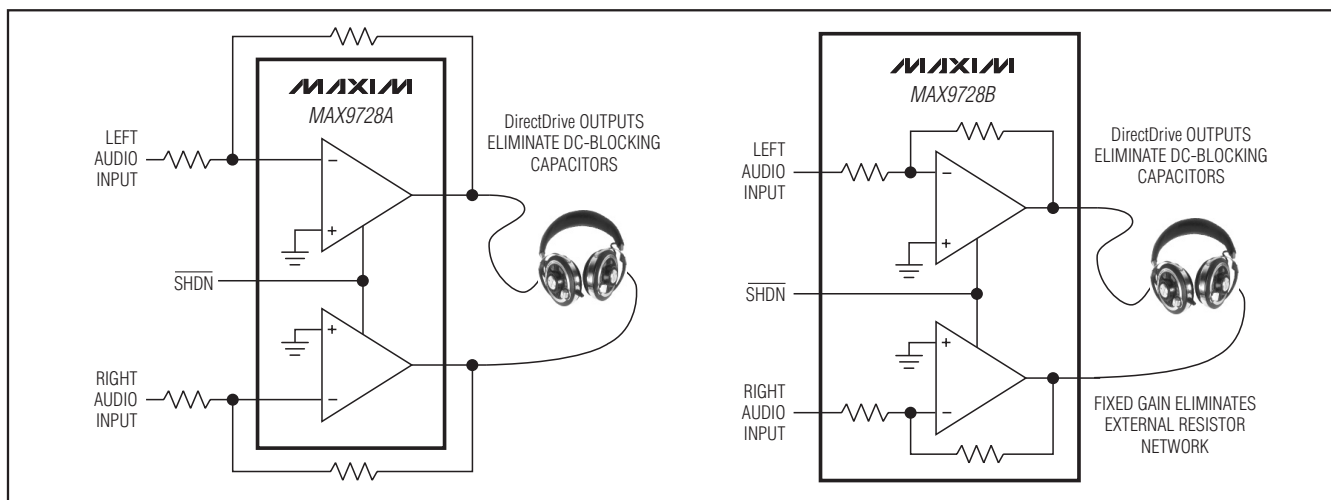 MAXIM
MAX9728A
LEFT
AUDIO
INPUT
−
+
SHDN
+
−
RIGHT
AUDIO
INPUT
DirectDrive OUTPUTS
ELIMINATE DC-BLOCKING
CAPACITORS
MAXIM
MAX9728B
LEFT
AUDIO
INPUT
−
+
SHDN
+
−
RIGHT
AUDIO
INPUT
DirectDrive OUTPUTS
ELIMINATE DC-BLOCKING
CAPACITORS
FIXED GAIN ELIMINATES
EXTERNAL RESISTOR
NETWORK